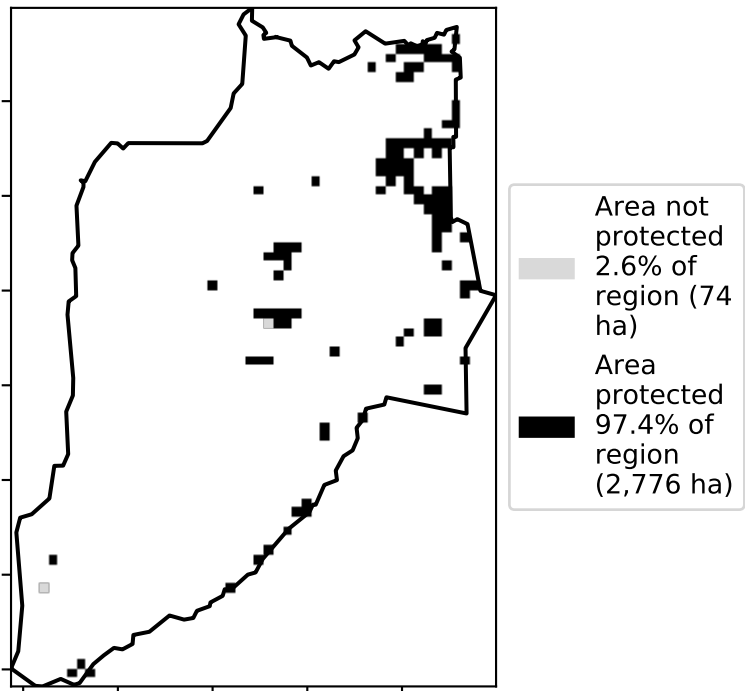 Area not
protected
2.6% of
region (74
ha)
Area
protected
97.4% of
region
(2,776 ha)